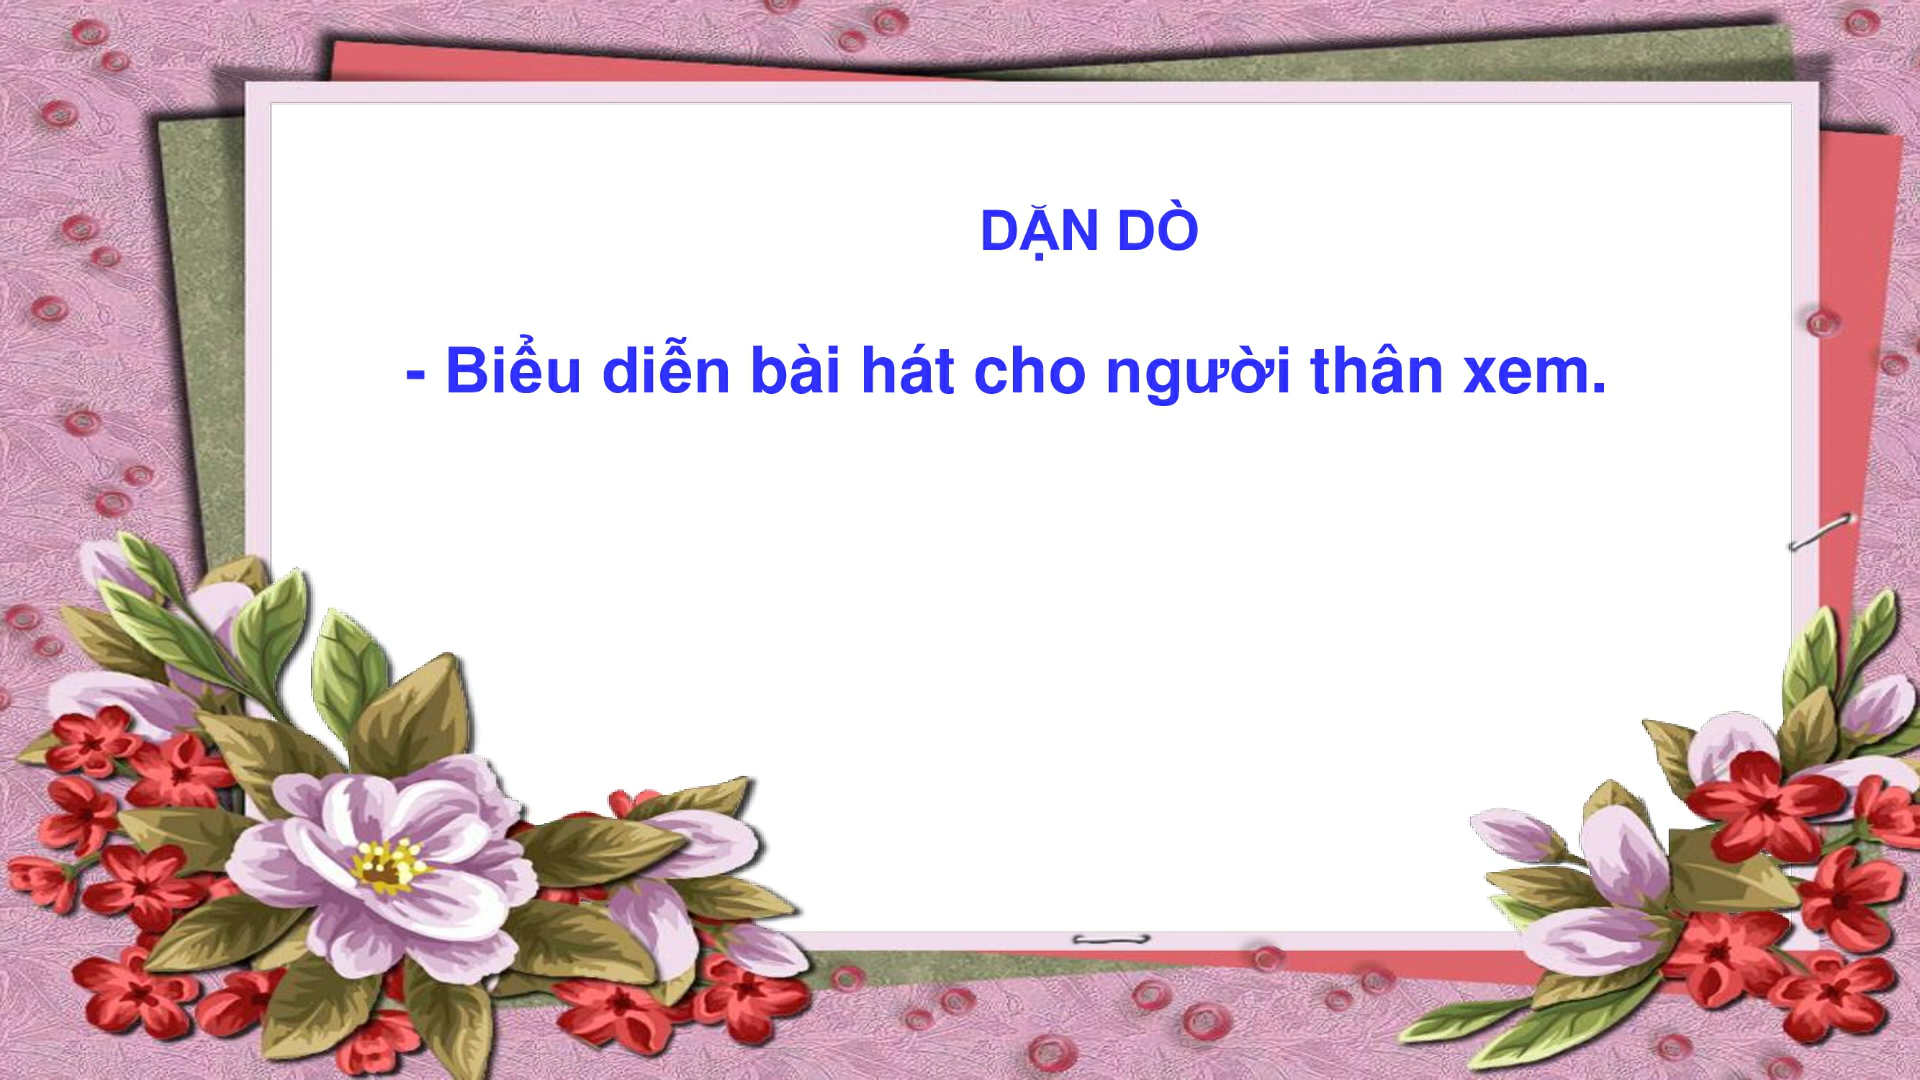 DẶN DÒ
- Biểu diễn bài hát cho người thân xem.